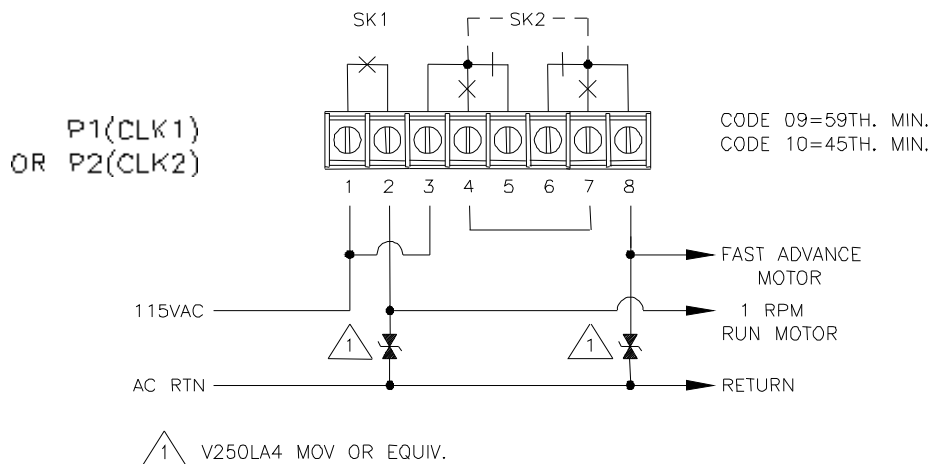 SK1
SK2
P1(CLK1)
OR P2(CLK2)
CODE 09=59TH. MIN.
CODE 10=45TH. MIN.
1 2 3 4 5 6 7 8
FAST ADVANCE
MOTOR
115VAC
1 RPM
RUN MOTOR
1
1
AC RTN
RETURN
1 V250LA4 MOV OR EQUIV.